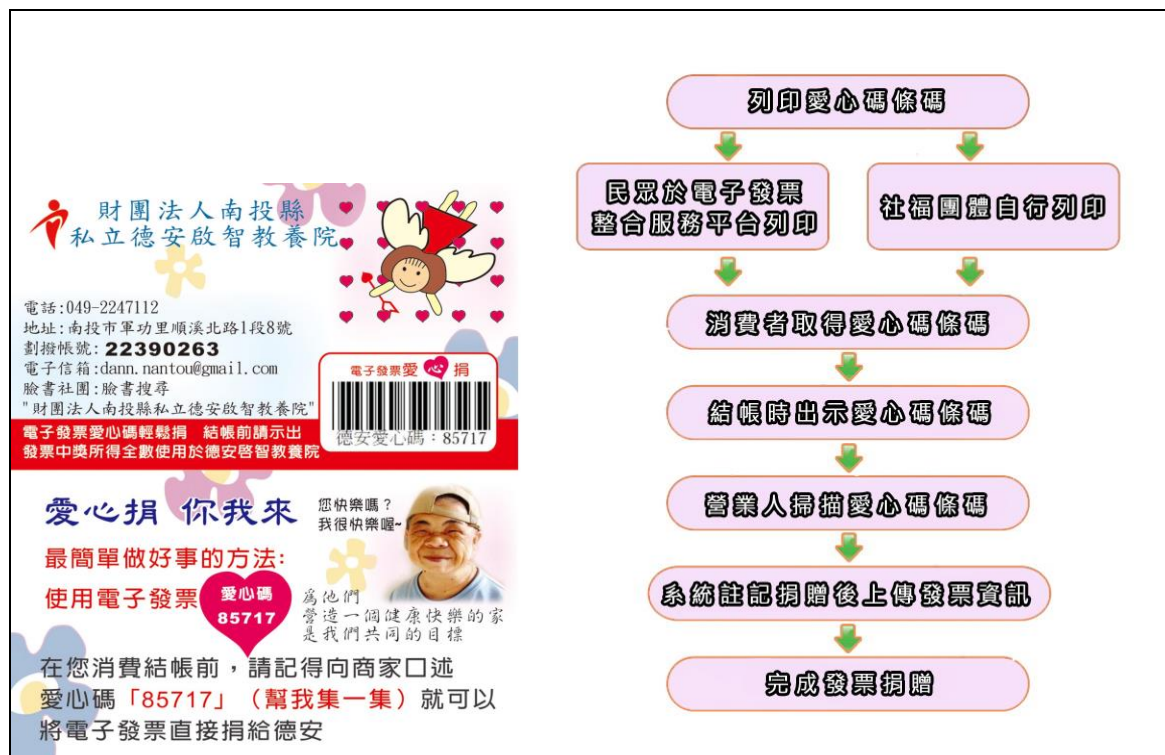 財團法人南投縣
私立德安啟智教養院
電話:049-2247112
地址:南投市軍功里順溪北路1段8號
劃撥帳號: 22390263
電子信箱:dann.nantou@gmail.com
臉書社團:臉書搜尋
"財團法人南投縣私立德安啟智教養院"
電子發票愛心捐
德安愛心碼：85717
電子發票愛心碼輕鬆捐 結帳前請示出
發票中獎所得全數使用於德安啓智教養院
愛心捐 你我來
您快樂嗎？
我很快樂喔~
最簡單做好事的方法:
使用電子發票
愛心碼
85717
爲他們
營造一個健康快樂的家
是我們共同的目標
在您消費結帳前，請記得向商家口述
愛心碼「85717」（幫我集一集）就可以
將電子發票直接捐給德安
列印愛心碼條碼
民眾於電子發票
整合服務平台列印
社福團體自行列印
消費者取得愛心碼條碼
結帳時出示愛心碼條碼
營業人掃描愛心碼條碼
系統註記捐贈後上傳發票資訊
完成發票捐贈